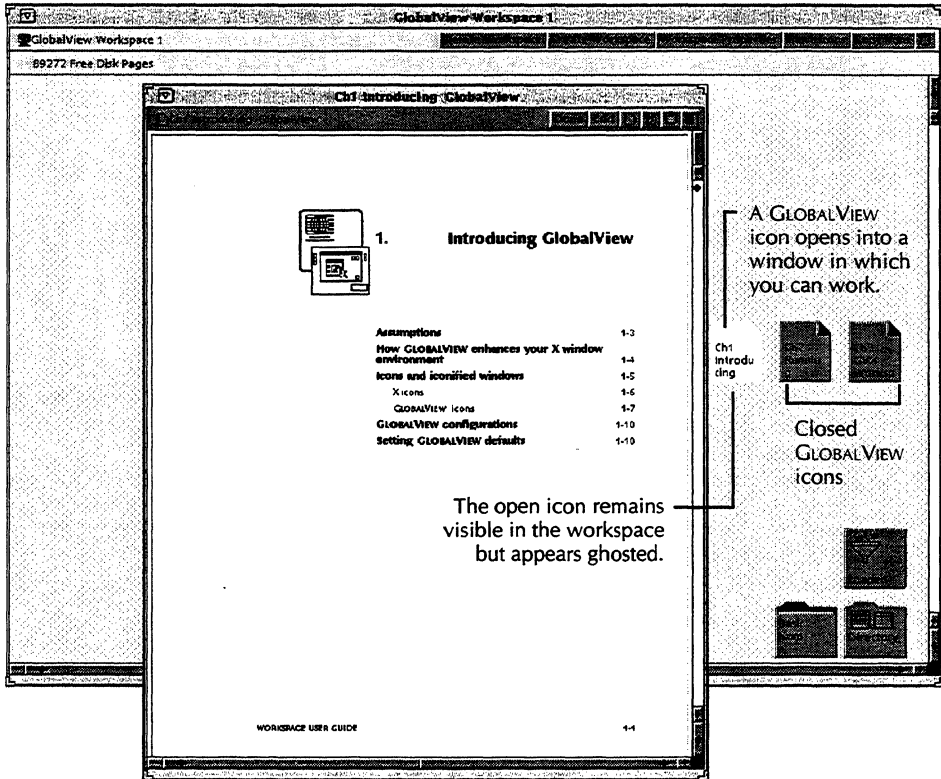 GlobalView Workspace 1
GlobalView Workspace 1
89272 Free Disk Pages
Ch1 Introducing GlobalView
1. Introducing GlobalView
Assumptions 1-3
How GLOBALVIEW enhances your X window
environment 1-4
Icons and iconified windows 1-5
X icons 1-6
GLOBALVIEW icons 1-7
GLOBALVIEW configurations 1-10
Setting GLOBALVIEW defaults 1-10
WORKSPACE USER GUIDE 1-1
A GLOBALVIEW
icon opens into a
window in which
you can work.
Ch1
Introdu
cing
Closed
GLOBALVIEW
icons
The open icon remains
visible in the workspace
but appears ghosted.